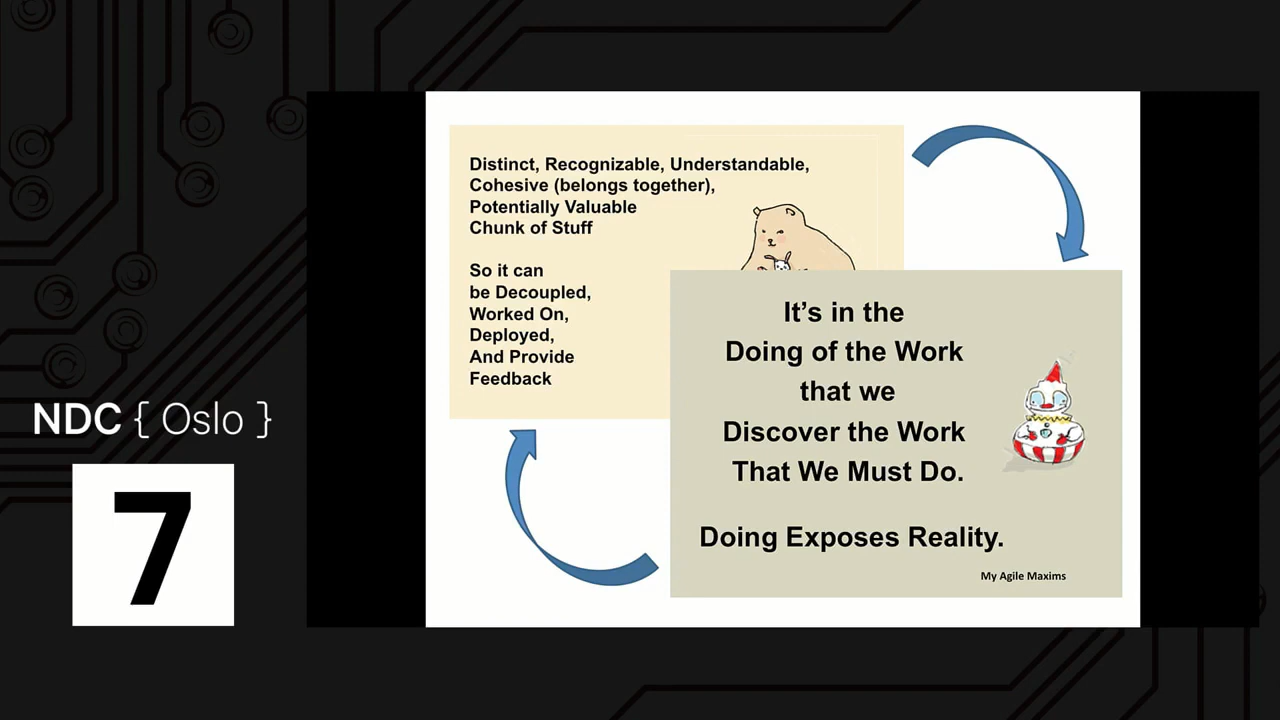 Distinct, Recognizable, Understandable,
Cohesive (belongs together),
Potentially Valuable
Chunk of Stuff
So it can
be Decoupled,
Worked On,
Deployed,
And Provide
Feedback
It’s in the
Doing of the Work
that we
Discover the Work
That We Must Do.
Doing Exposes Reality.
My Agile Maxims
NDC { Oslo }
7